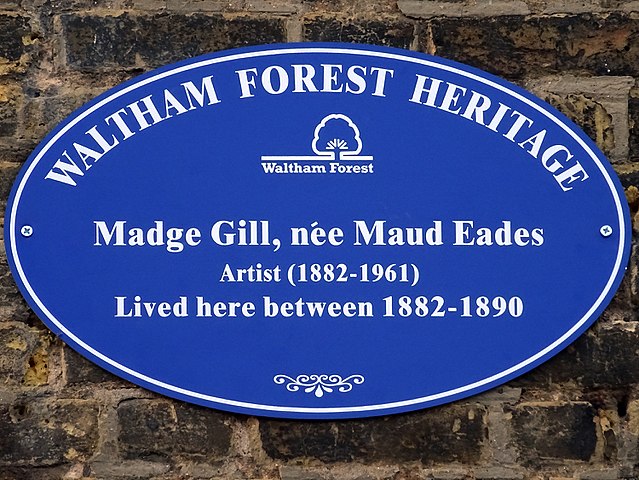 WALTHAM FOREST HERITAGE
Waltham Forest
Madge Gill, née Maud Eades
Artist (1882-1961)
Lived here between 1882-1890